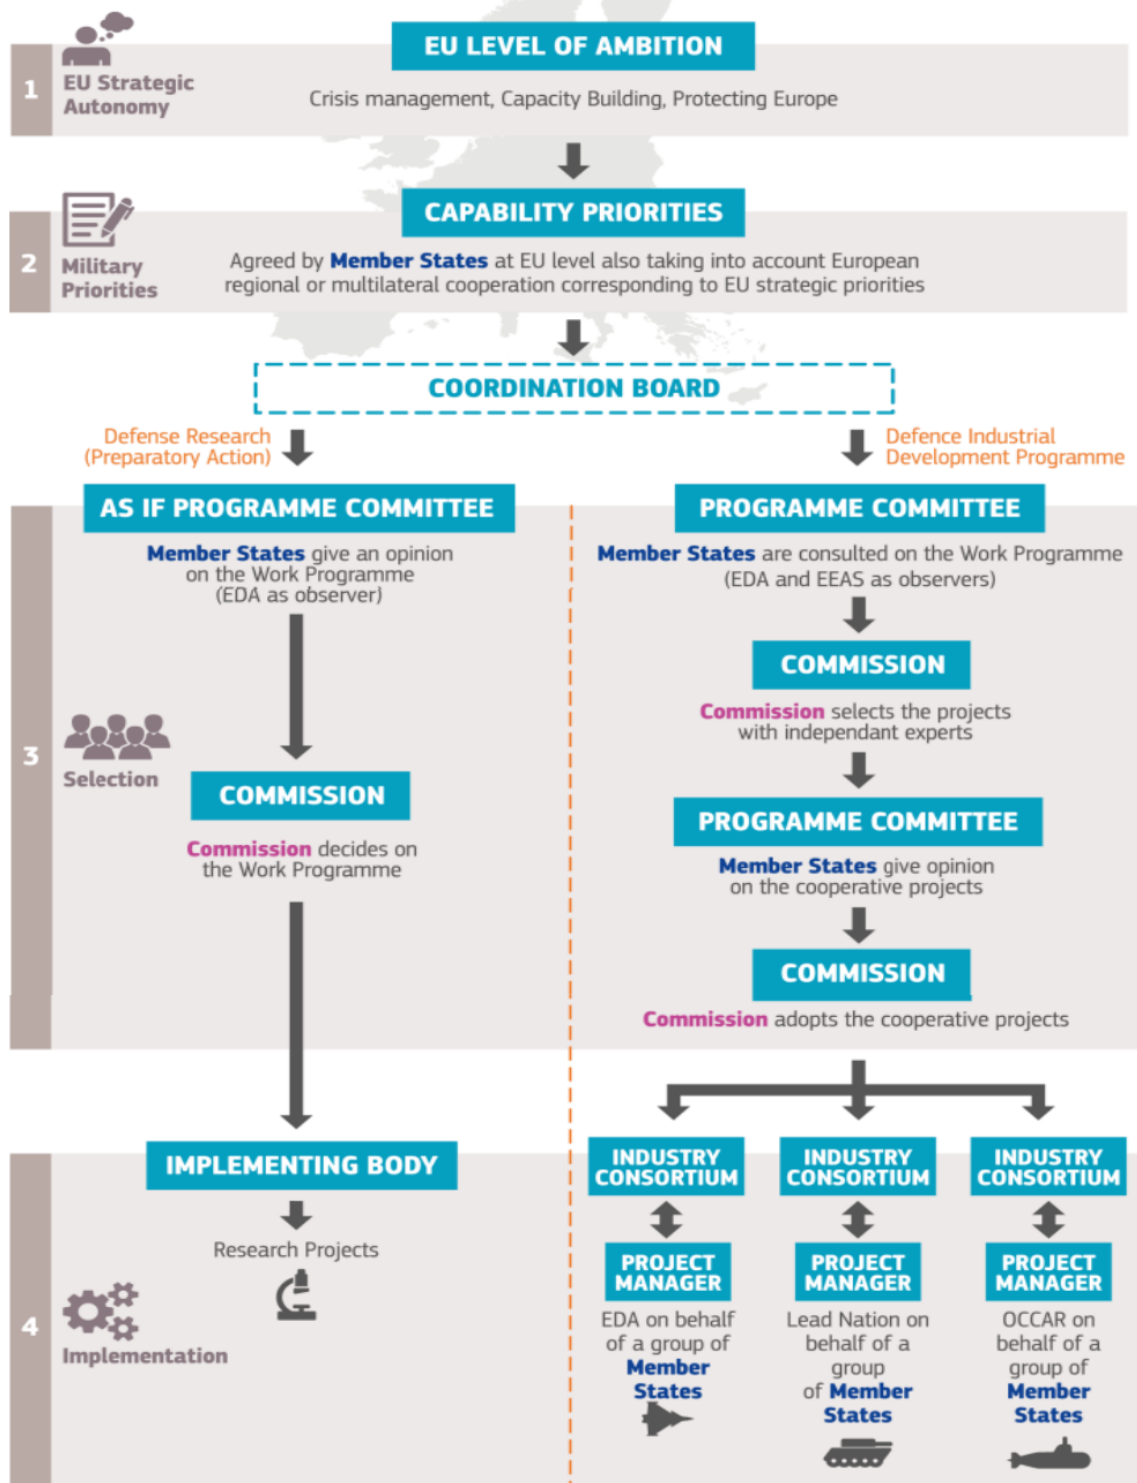 EU LEVEL OF AMBITION
1
EU Strategic
Autonomy
Crisis management, Capacity Building, Protecting Europe
CAPABILITY PRIORITIES
2
Military
Priorities
Agreed by Member States at EU level also taking into account European
regional or multilateral cooperation corresponding to EU strategic priorities
COORDINATION BOARD
Defense Research
(Preparatory Action)
Defence Industrial
Development Programme
3
Selection
AS IF PROGRAMME COMMITTEE
Member States give an opinion
on the Work Programme
(EDA as observer)
COMMISSION
Commission decides on
the Work Programme
PROGRAMME COMMITTEE
Member States are consulted on the Work Programme
(EDA and EEAS as observers)
COMMISSION
Commission selects the projects
with independant experts
PROGRAMME COMMITTEE
Member States give opinion
on the cooperative projects
COMMISSION
Commission adopts the cooperative projects
4
Implementation
IMPLEMENTING BODY
Research Projects
INDUSTRY
CONSORTIUM
PROJECT
MANAGER
EDA on behalf
of a group of
Member
States
INDUSTRY
CONSORTIUM
PROJECT
MANAGER
Lead Nation on
behalf of a
group
of Member
States
INDUSTRY
CONSORTIUM
PROJECT
MANAGER
OCCAR on
behalf of a
group of
Member
States